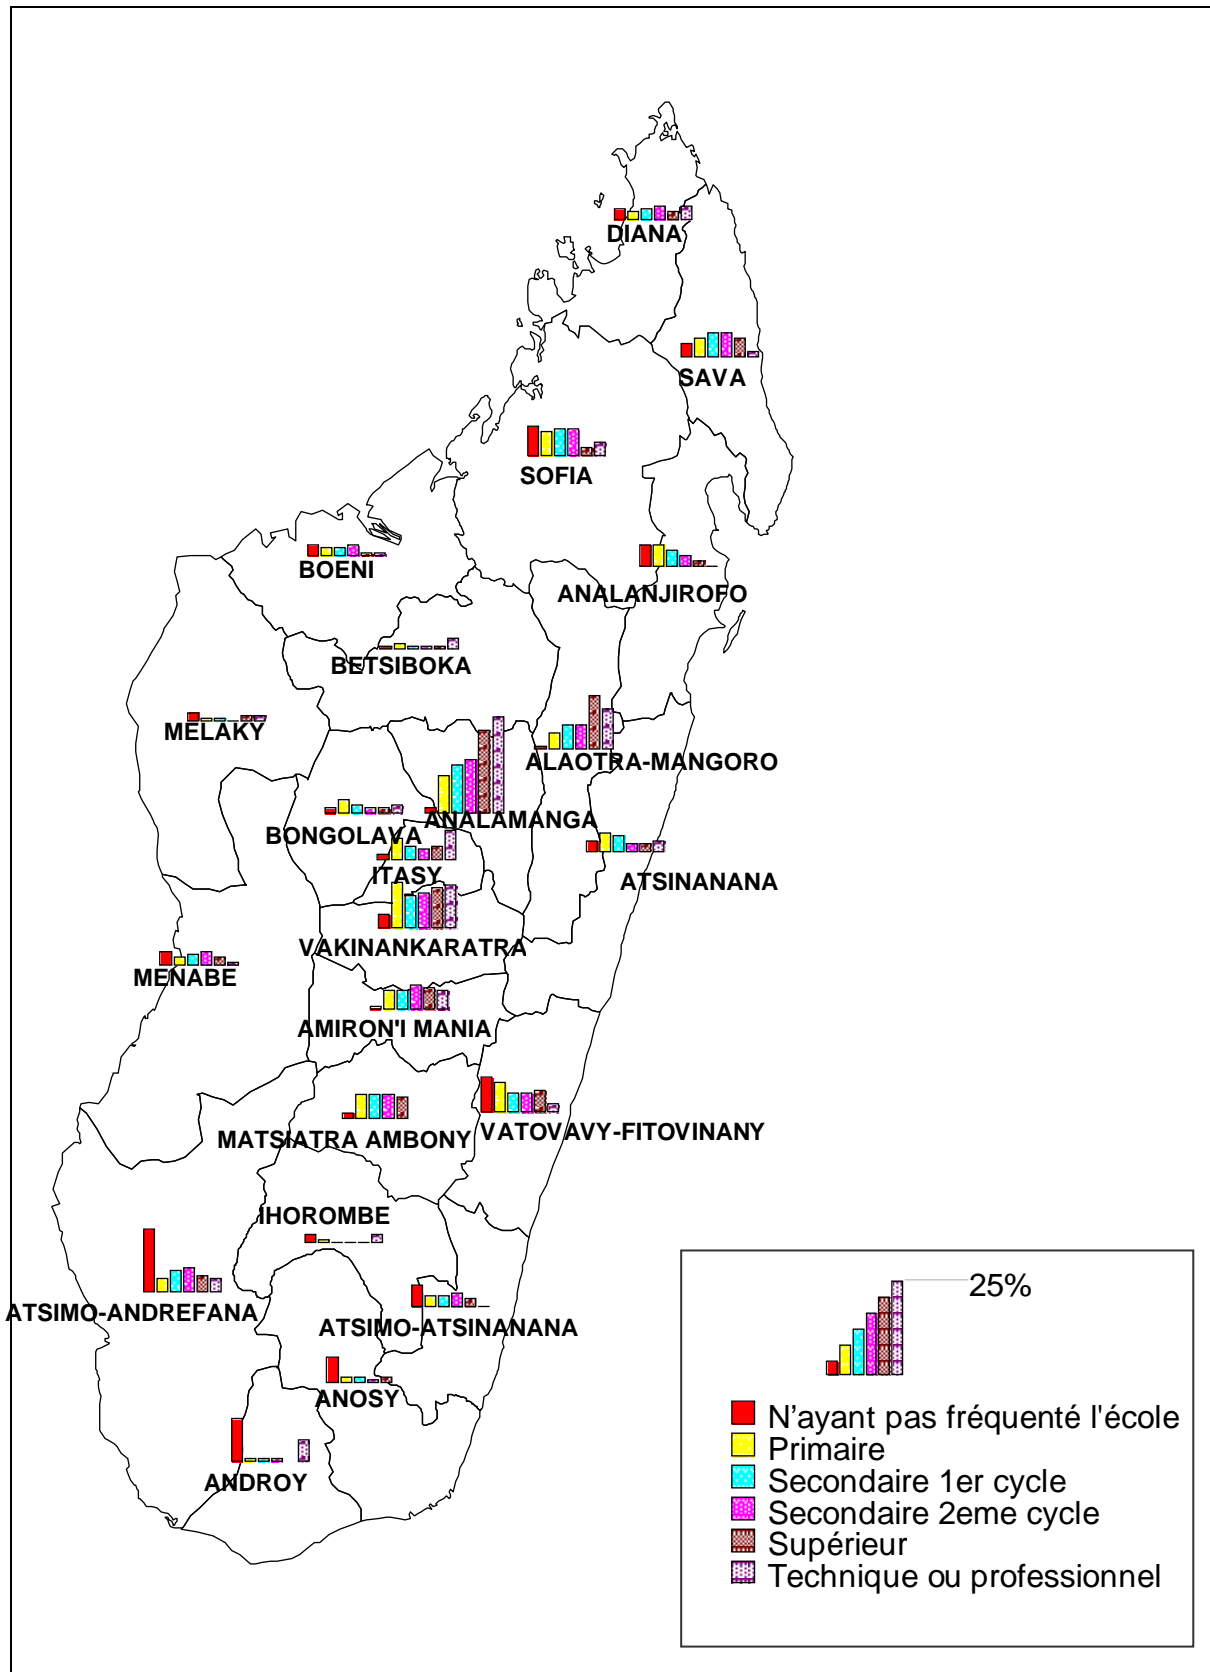 DIANA
SAVA
SOFIA
BOENI
ANALANJIROFO
BETSIBOKA
MELAKY
ALAOTRA-MANGORO
ANALAMANGA
BONGOLAVA
ITASY
ATSINANANA
VAKINANKARATRA
MENABE
AMIRON'I MANIA
VATOVAVY-FITOVINANY
MATSIATRA AMBONY
IHOROMBE
ATSIMO-ANDREFANA
ATSIMO-ATSINANANA
ANOSY
ANDROY
25%
N'ayant pas fréquenté l'école
Primaire
Secondaire 1er cycle
Secondaire 2eme cycle
Supérieur
Technique ou professionnel